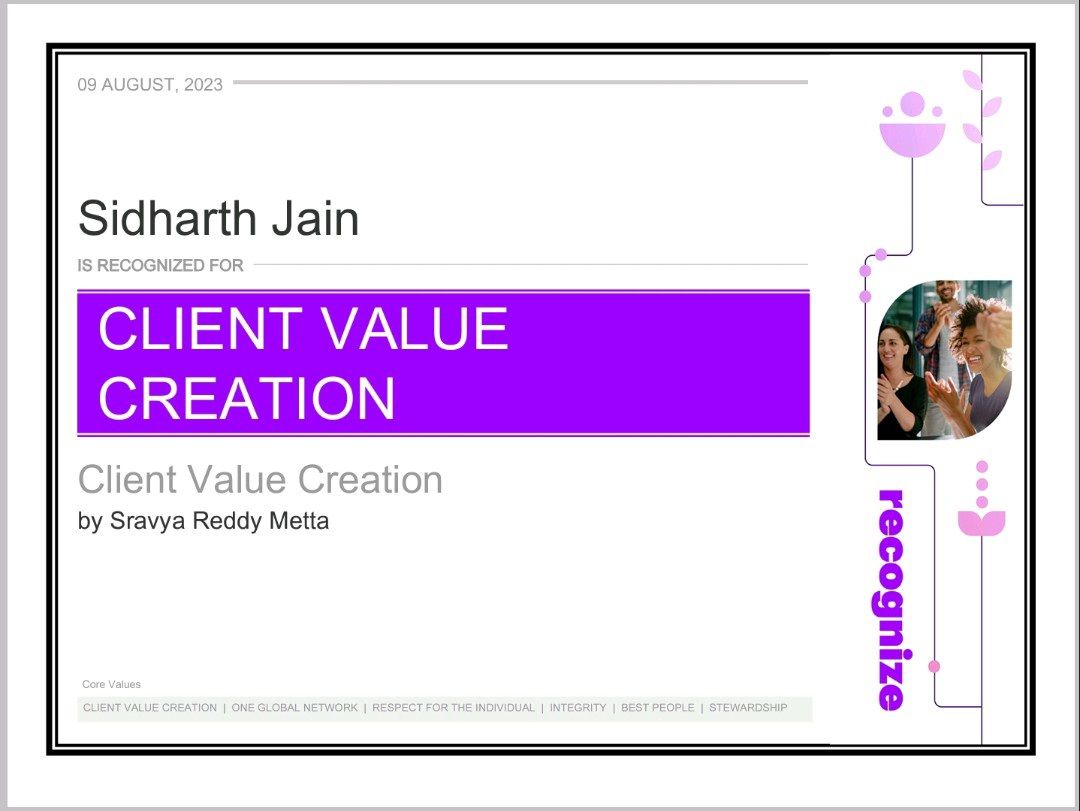 09 AUGUST, 2023
Sidharth Jain
IS RECOGNIZED FOR
CLIENT VALUE
CREATION
Client Value Creation
by Sravya Reddy Metta
recognize
Core Values
CLIENT VALUE CREATION | ONE GLOBAL NETWORK | RESPECT FOR THE INDIVIDUAL | INTEGRITY | BEST PEOPLE | STEWARDSHIP